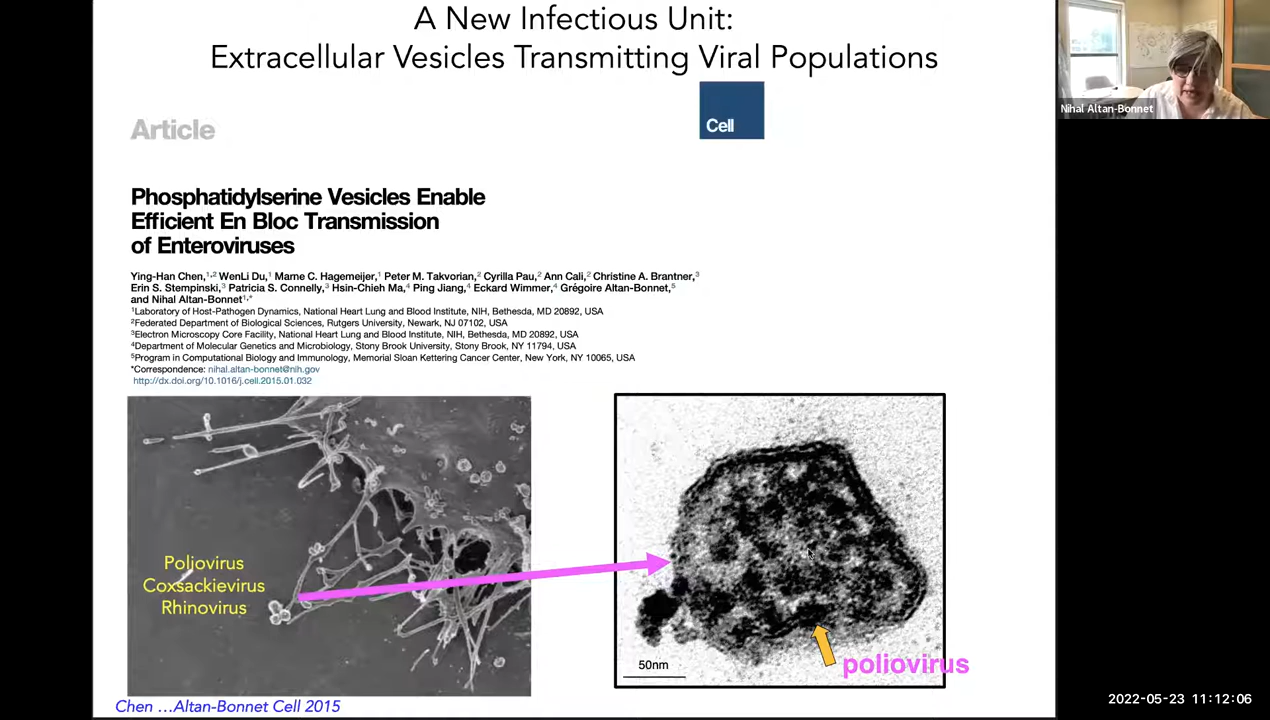 A New Infectious Unit:
Extracellular Vesicles Transmitting Viral Populations
Nihal Altan-Bonnet
Cell
Article
Phosphatidylserine Vesicles Enable
Efficient En Bloc Transmission
of Enteroviruses
Ying-Han Chen,1,2 WenLi Du,1 Marne C. Hagemeijer,1 Peter M. Takvorian,2 Cyrilla Pau,2 Ann Cali,2 Christine A. Brantner,3
Erin S. Stempinski,3 Patricia S. Connelly,3 Hsin-Chieh Ma,4 Ping Jiang,4 Eckard Wimmer,4 Grégoire Altan-Bonnet,5
and Nihal Altan-Bonnet1,*
1Laboratory of Host-Pathogen Dynamics, National Heart Lung and Blood Institute, NIH, Bethesda, MD 20892, USA
2Federated Department of Biological Sciences, Rutgers University, Newark, NJ 07102, USA
3Electron Microscopy Core Facility, National Heart Lung and Blood Institute, NIH, Bethesda, MD 20892, USA
4Department of Molecular Genetics and Microbiology, Stony Brook University, Stony Brook, NY 11794, USA
5Program in Computational Biology and Immunology, Memorial Sloan Kettering Cancer Center, New York, NY 10065, USA
*Correspondence: nihal.altan-bonnet@nih.gov
http://dx.doi.org/10.1016/j.cell.2015.01.032
Poliovirus
Coxsackievirus
Rhinovirus
50nm
poliovirus
Chen ...Altan-Bonnet Cell 2015
2022-05-23 11:12:06